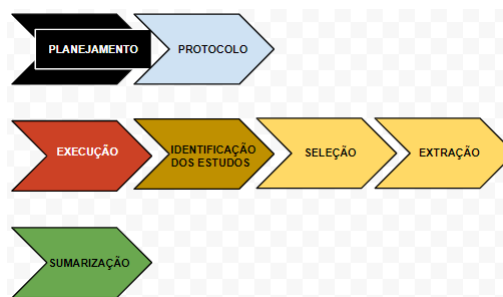 PLANEJAMENTO
PROTOCOLO
EXECUÇÃO
IDENTIFICAÇÃO
DOS ESTUDOS
SELEÇÃO
EXTRAÇÃO
SUMARIZAÇÃO